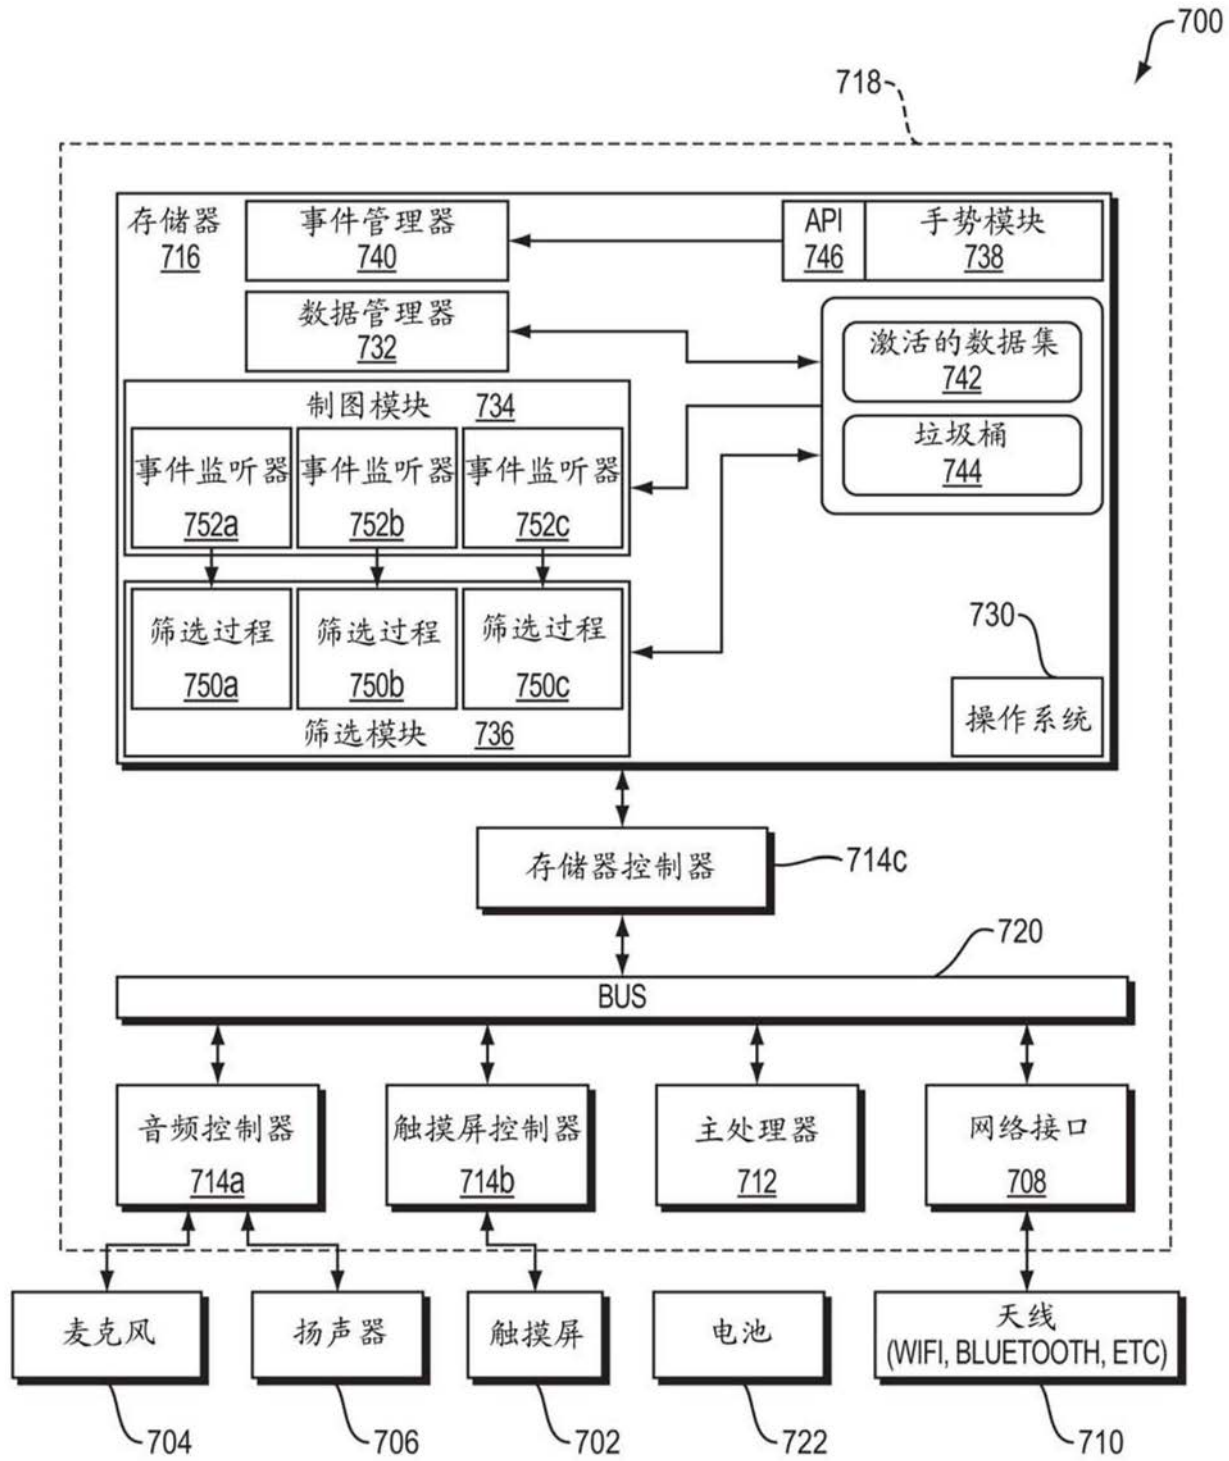 700
718
存储器
716
事件管理器
740
API
746
手势模块
738
数据管理器
732
激活的数据集
742
垃圾桶
744
制图模块 734
事件监听器
752a
事件监听器
752b
事件监听器
752c
筛选过程
750a
筛选过程
750b
筛选过程
750c
筛选模块 736
730
操作系统
存储器控制器
714c
720
BUS
音频控制器
714a
触摸屏控制器
714b
主处理器
712
网络接口
708
麦克风
扬声器
触摸屏
电池
天线
(WIFI, BLUETOOTH, ETC)
704
706
702
722
710